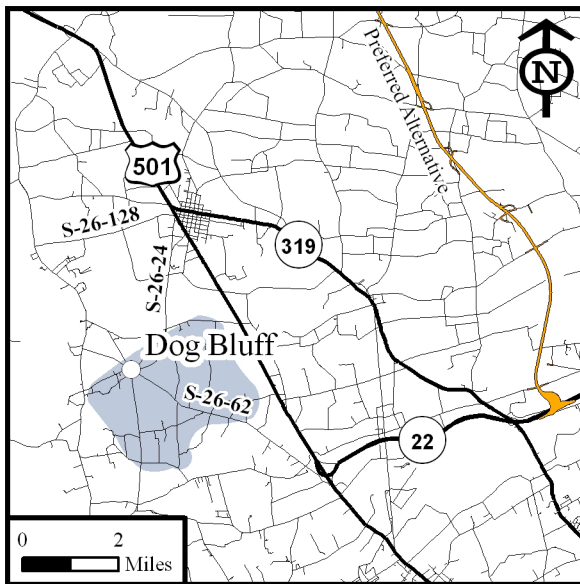 N
Preferred Alternative
501
S-26-128
319
S-26-24
Dog Bluff
S-26-62
22
0 2
Miles